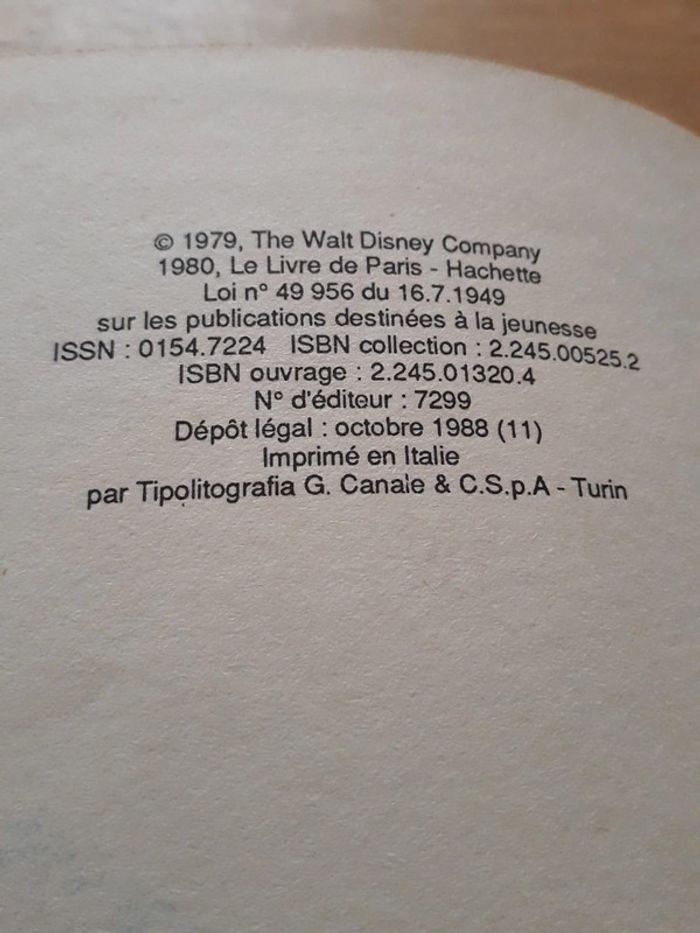 © 1979, The Walt Disney Company
1980, Le Livre de Paris - Hachette
Loi n° 49 956 du 16.7.1949
sur les publications destinées à la jeunesse
ISSN : 0154.7224 ISBN collection : 2.245.00525.2
ISBN ouvrage : 2.245.01320.4
N° d'éditeur : 7299
Dépôt légal : octobre 1988 (11)
Imprimé en Italie
par Tipolitografia G. Canale & C.S.p.A - Turin